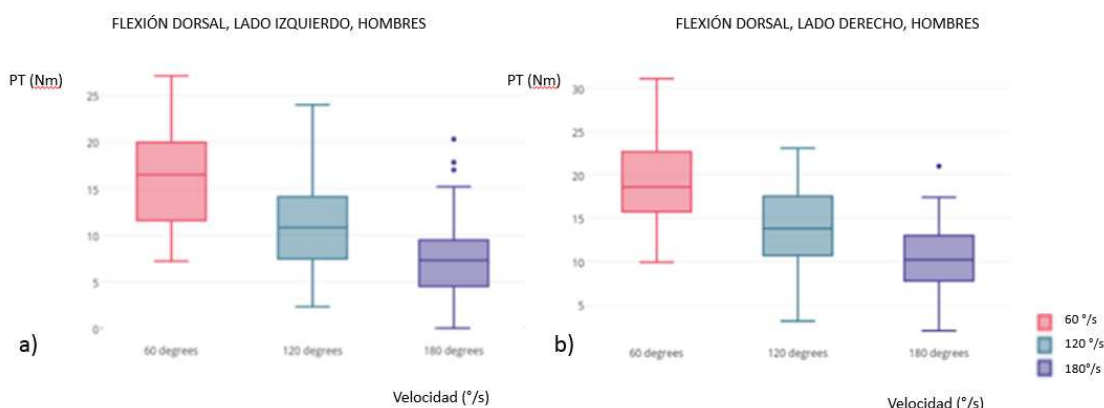 FLEXIÓN DORSAL, LADO IZQUIERDO, HOMBRES
PT (Nm)
25
20
15
10
5
0
60 degrees 120 degrees 180 degrees
a)
Velocidad (°/s)
FLEXIÓN DORSAL, LADO DERECHO, HOMBRES
PT (Nm)
30
25
20
15
10
5
60 degrees 120 degrees 180 degrees
b)
Velocidad (°/s)
60 °/s
120 °/s
180°/s